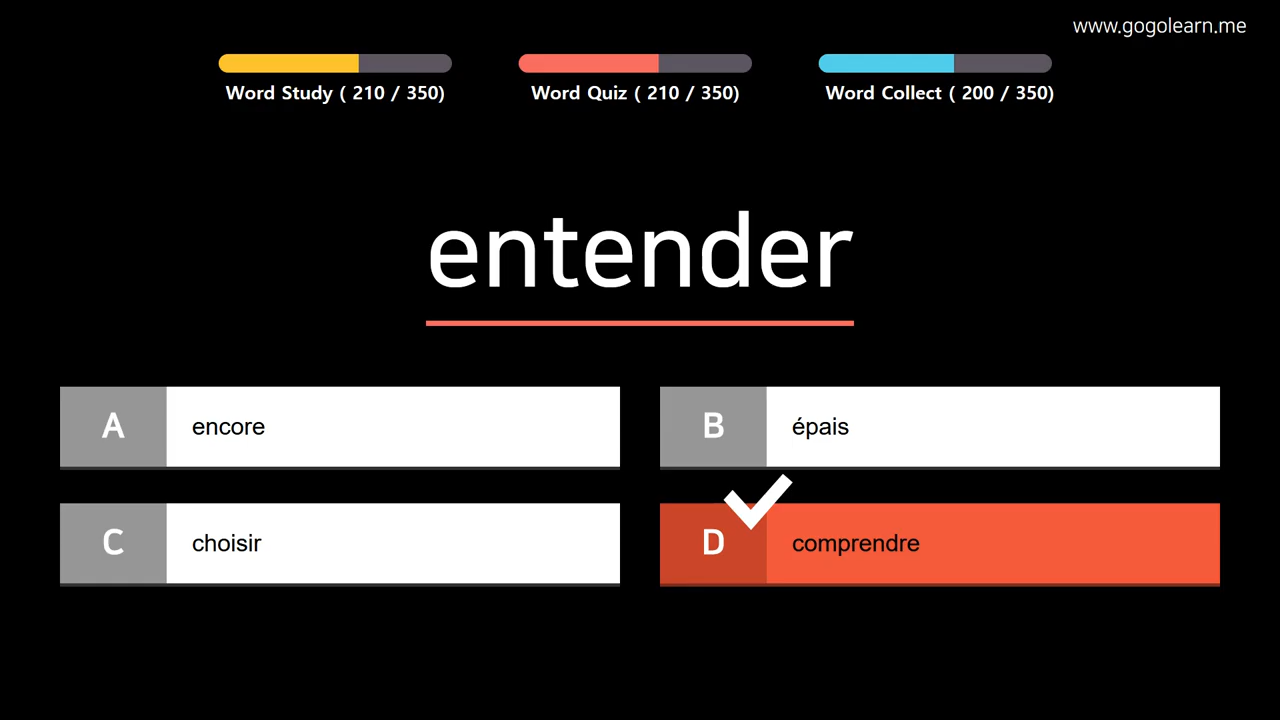 www.gogolearn.me
Word Study ( 210 / 350)
Word Quiz ( 210 / 350)
Word Collect ( 200 / 350)
entender
A encore
B épais
C choisir
D comprendre